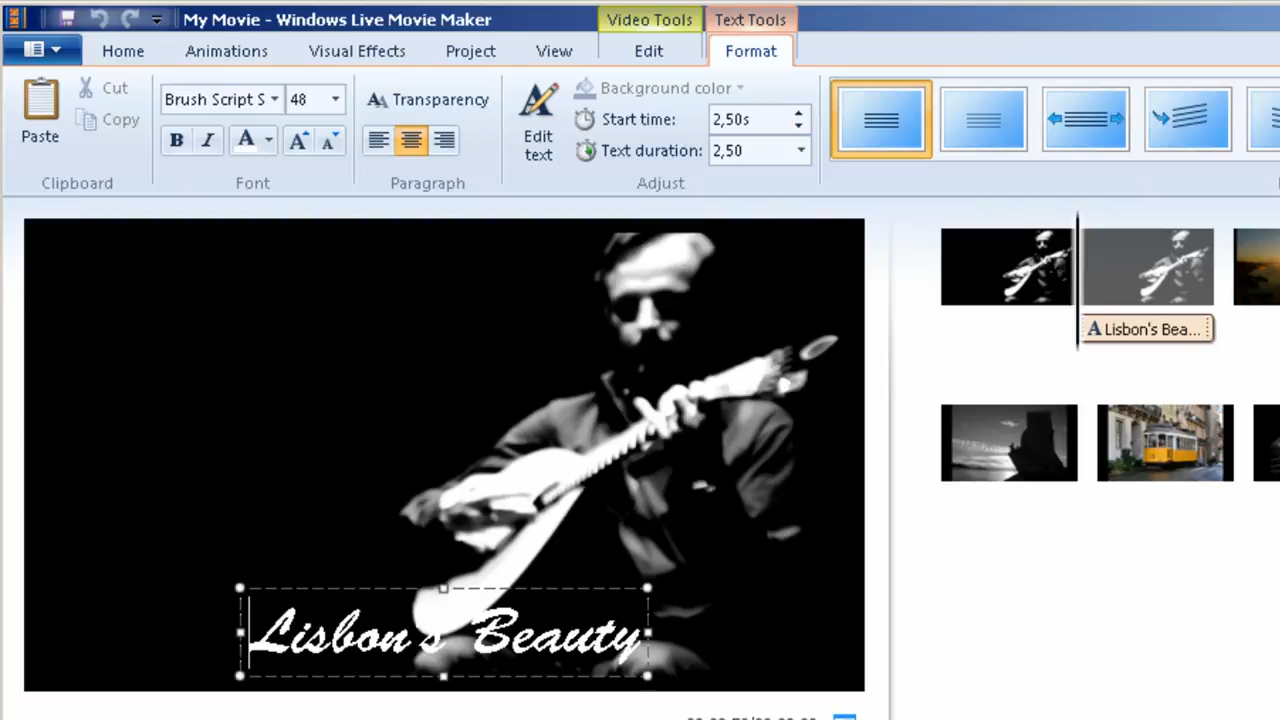 My Movie - Windows Live Movie Maker
Video Tools
Text Tools
Home
Animations
Visual Effects
Project
View
Edit
Format
Paste
Cut
Copy
Clipboard
Brush Script S
48
B I A A A
Font
Transparency
Paragraph
Edit text
Background color
Start time: 2,50s
Text duration: 2,50
Adjust
A Lisbon's Bea...
Lisbon's Beauty